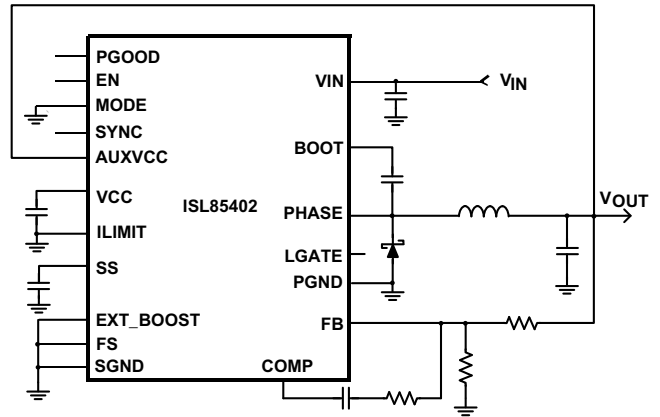 PGOOD
EN
MODE
SYNC
AUXVCC
VCC
ILIMIT
SS
EXT_BOOST
FS
SGND
ISL85402
VIN
BOOT
PHASE
LGATE
PGND
FB
COMP
VIN
VOUT